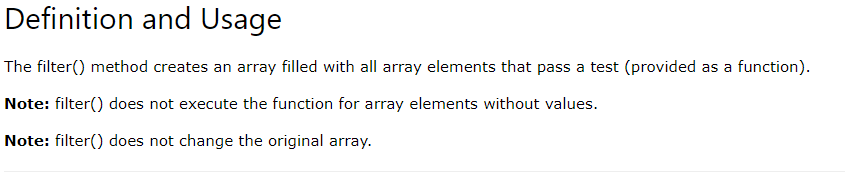 Definition and Usage
The filter() method creates an array filled with all array elements that pass a test (provided as a function).
Note: filter() does not execute the function for array elements without values.
Note: filter() does not change the original array.